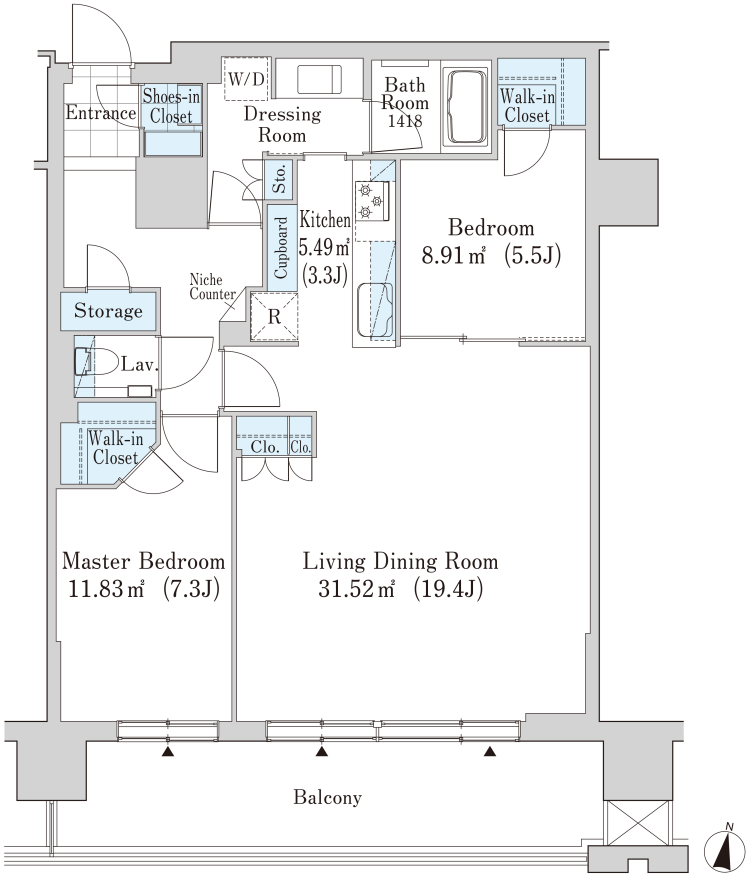 W/D
Bath
Room
1418
Shoes-in
Closet
Walk-in
Closet
Entrance
Dressing
Room
Sto.
Kitchen
5.49㎡
(3.3J)
Cupboard
Bedroom
8.91㎡ (5.5J)
Niche
Counter
Storage
R
Lav.
Walk-in
Closet
Clo.
Clo.
Master Bedroom
11.83㎡ (7.3J)
Living Dining Room
31.52㎡ (19.4J)
Balcony
N